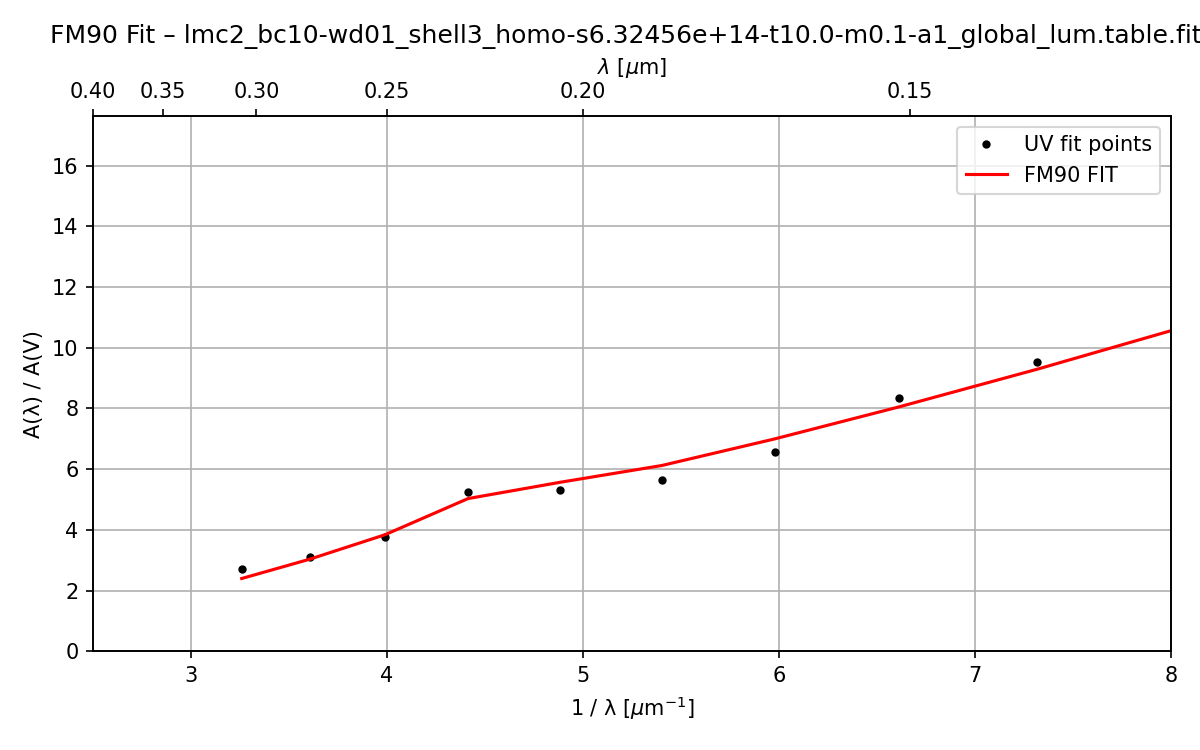 FM90 Fit – lmc2_bc10-wd01_shell3_homo-s6.32456e+14-t10.0-m0.1-a1_global_lum.table.fit
λ [μm]
0.40 0.35 0.30 0.25 0.20 0.15
UV fit points
FM90 FIT
16
14
12
10
8
6
4
2
0
A(λ) / A(V)
3 4 5 6 7 8
1 / λ [μm⁻¹]